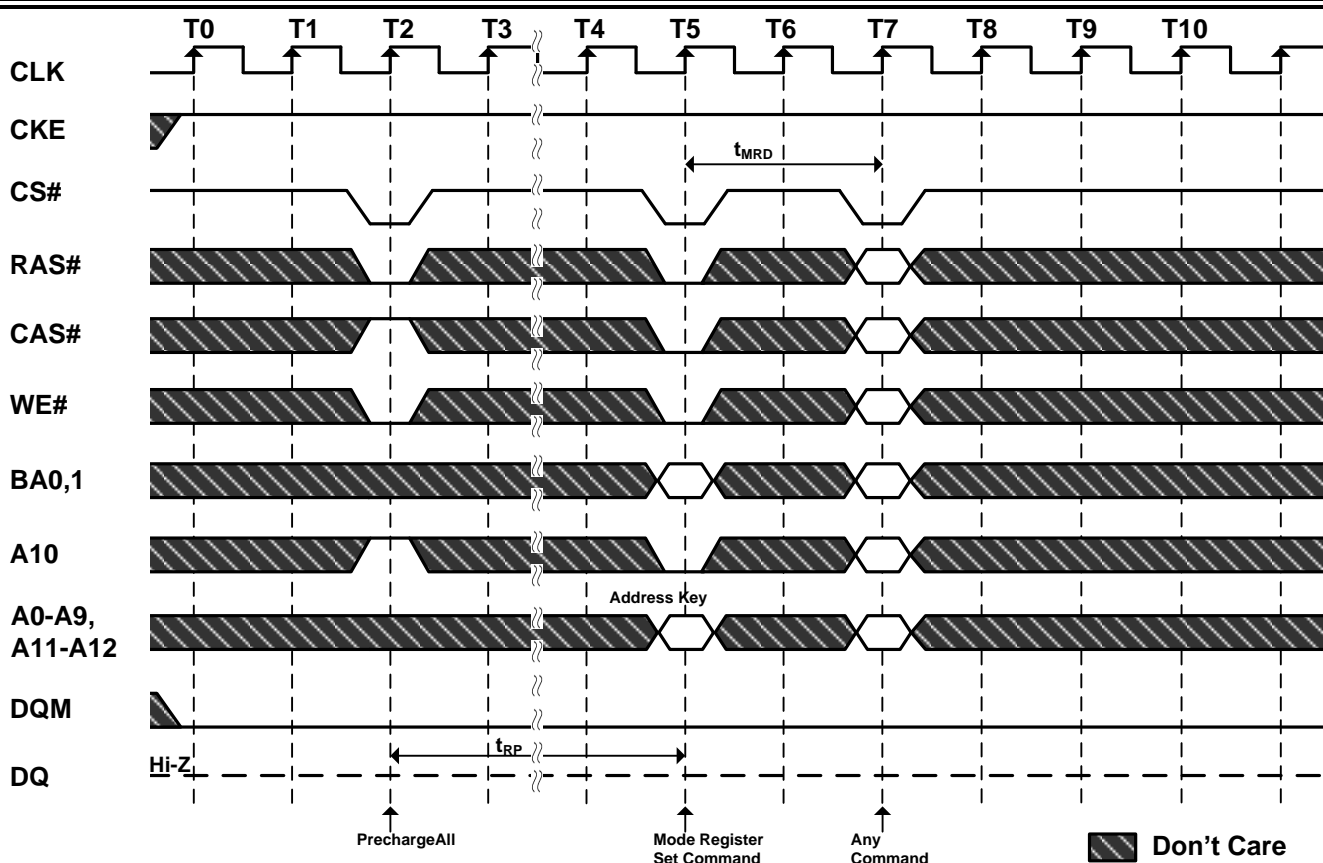 T0 T1 T2 T3 T4 T5 T6 T7 T8 T9 T10
CLK
CKE
tMRD
CS#
RAS#
CAS#
WE#
BA0,1
A10
Address Key
A0-A9,
A11-A12
DQM
tRP
Hi-Z
DQ
PrechargeAll
Mode Register
Set Command
Any
Command
Don't Care